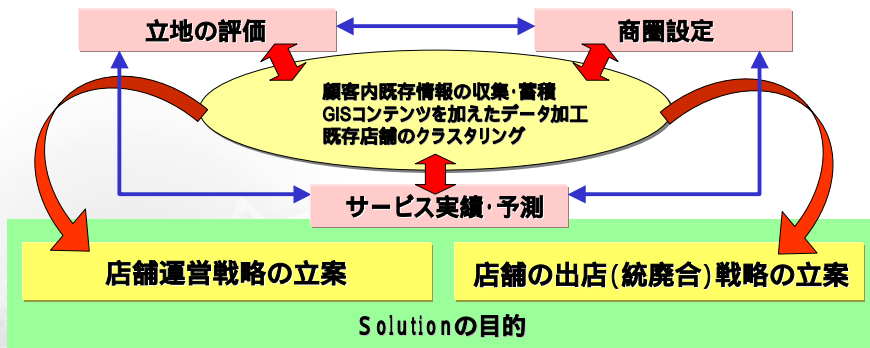 立地の評価
商圏設定
顧客内既存情報の収集･蓄積
GISコンテンツを加えたデータ加工
既存店舗のクラスタリング
サービス実績･予測
店舗運営戦略の立案
店舗の出店(統廃合)戦略の立案
Solutionの目的